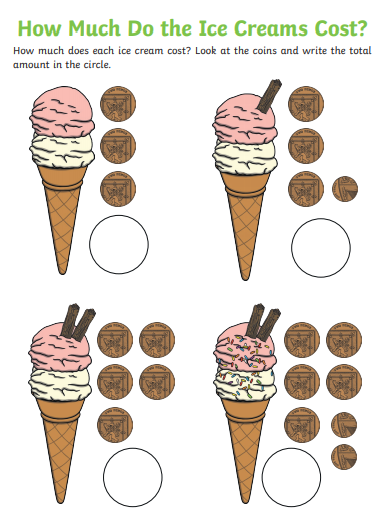 How Much Do the Ice Creams Cost?
How much does each ice cream cost? Look at the coins and write the total
amount in the circle.